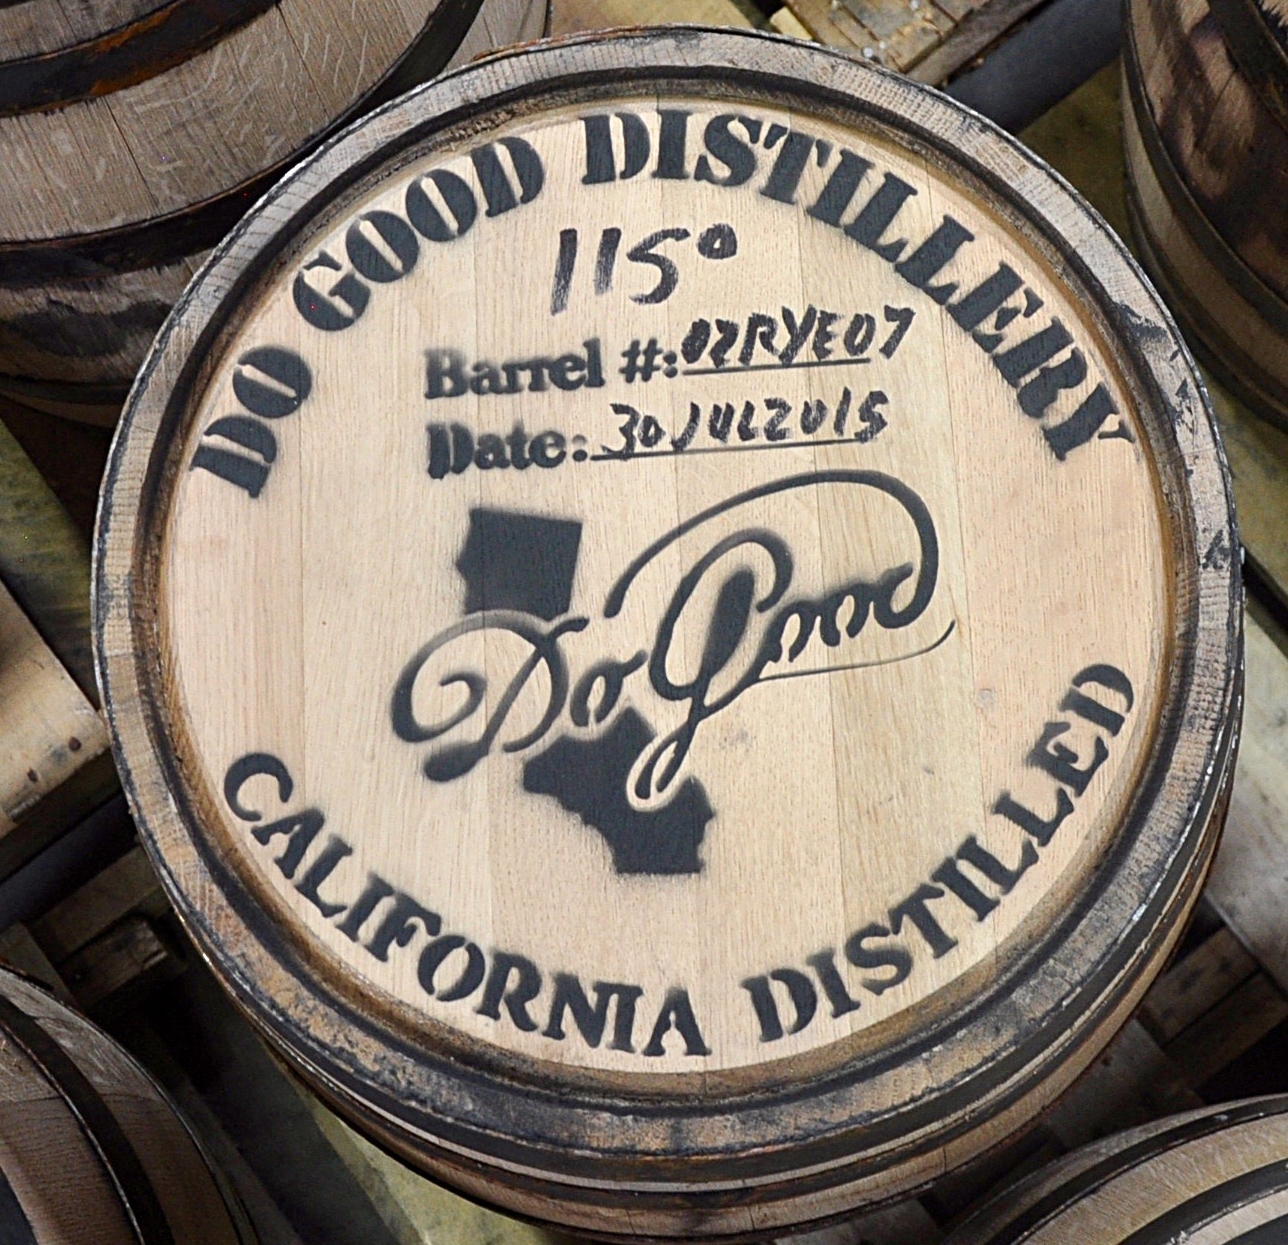 DO GOOD DISTILLERY
115°
Barrel #: 02RYE07
Date: 30JUL2015
Do Good
CALIFORNIA DISTILLED